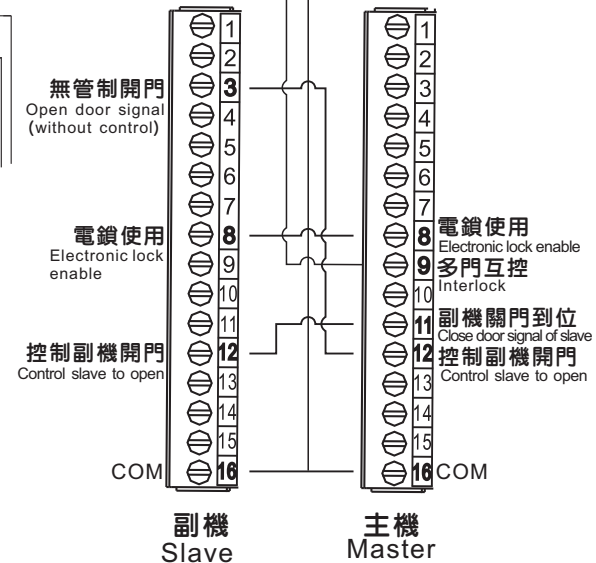 1
2
3
4
5
6
7
8
9
10
11
12
13
14
15
16
無管制開門
Open door signal
(without control)
電鎖使用
Electronic lock
enable
控制副機開門
Control slave to open
COM
副機
Slave
1
2
3
4
5
6
7
8
9
10
11
12
13
14
15
16
電鎖使用
Electronic lock enable
多門互控
Interlock
副機關門到位
Close door signal of slave
控制副機開門
Control slave to open
COM
主機
Master